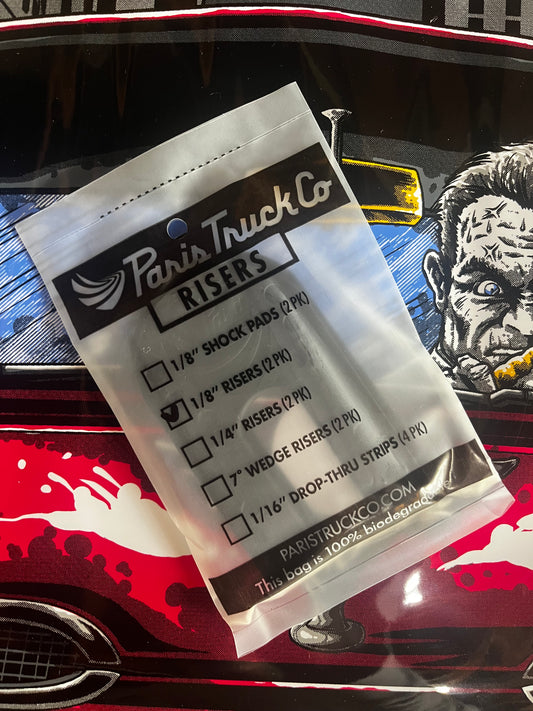 Paris Truck Co
RISERS
1/8" SHOCK PADS (2 PK)
1/8" RISERS (2 PK)
1/4" RISERS (2 PK)
7° WEDGE RISERS (2 PK)
1/16" DROP-THRU STRIPS (4 PK)
PARISTRUCKCO.COM
This bag is 100% biodegradable